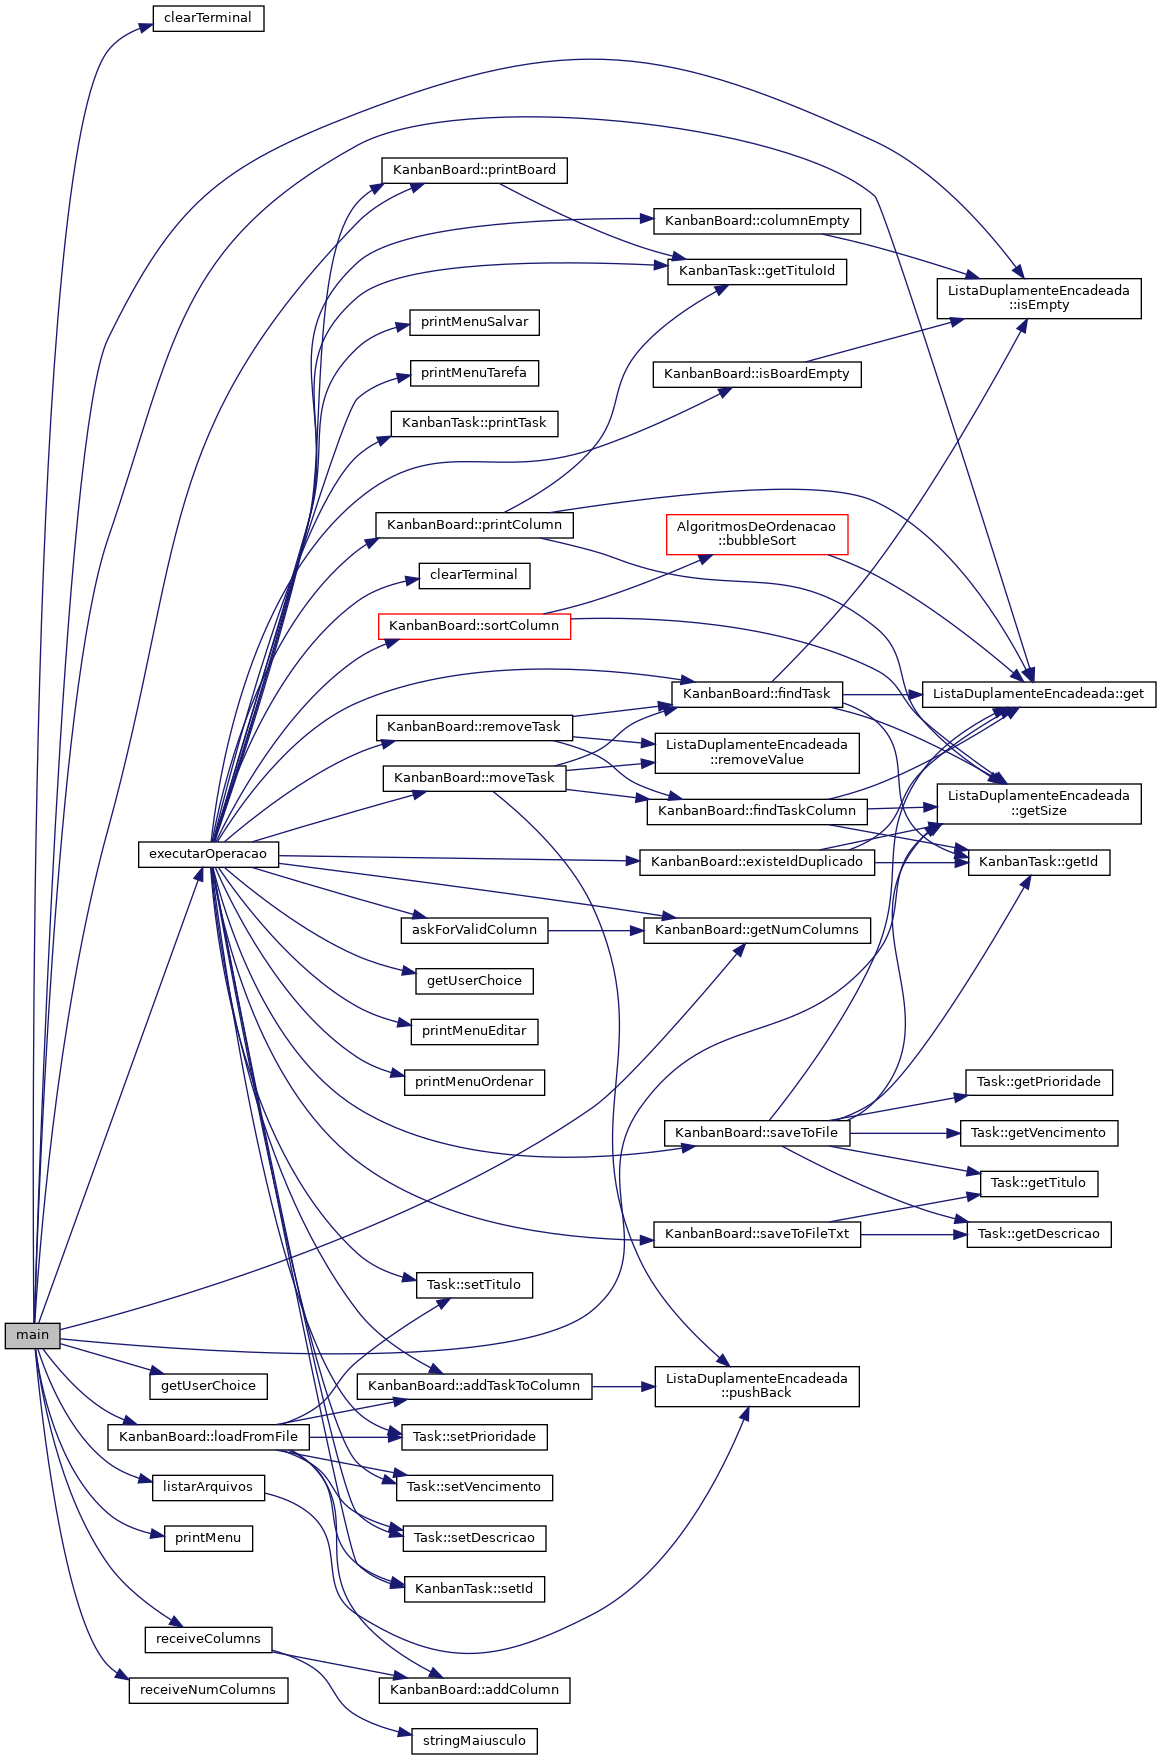 clearTerminal
KanbanBoard::printBoard
KanbanBoard::columnEmpty
KanbanTask::getTituloId
ListaDuplamenteEncadeada
::isEmpty
printMenuSalvar
printMenuTarefa
KanbanBoard::isBoardEmpty
KanbanTask::printTask
KanbanBoard::printColumn
AlgoritmosDeOrdenacao
::bubbleSort
clearTerminal
KanbanBoard::sortColumn
KanbanBoard::findTask
ListaDuplamenteEncadeada::get
KanbanBoard::removeTask
ListaDuplamenteEncadeada
::removeValue
KanbanBoard::moveTask
KanbanBoard::findTaskColumn
ListaDuplamenteEncadeada
::getSize
executarOperacao
KanbanBoard::existeIdDuplicado
KanbanTask::getId
askForValidColumn
KanbanBoard::getNumColumns
getUserChoice
printMenuEditar
printMenuOrdenar
Task::getPrioridade
KanbanBoard::saveToFile
Task::getVencimento
Task::getTitulo
KanbanBoard::saveToFileTxt
Task::getDescricao
Task::setTitulo
main
getUserChoice
KanbanBoard::addTaskToColumn
ListaDuplamenteEncadeada
::pushBack
KanbanBoard::loadFromFile
Task::setPrioridade
listarArquivos
Task::setVencimento
printMenu
Task::setDescricao
KanbanTask::setId
receiveColumns
receiveNumColumns
KanbanBoard::addColumn
stringMaiusculo